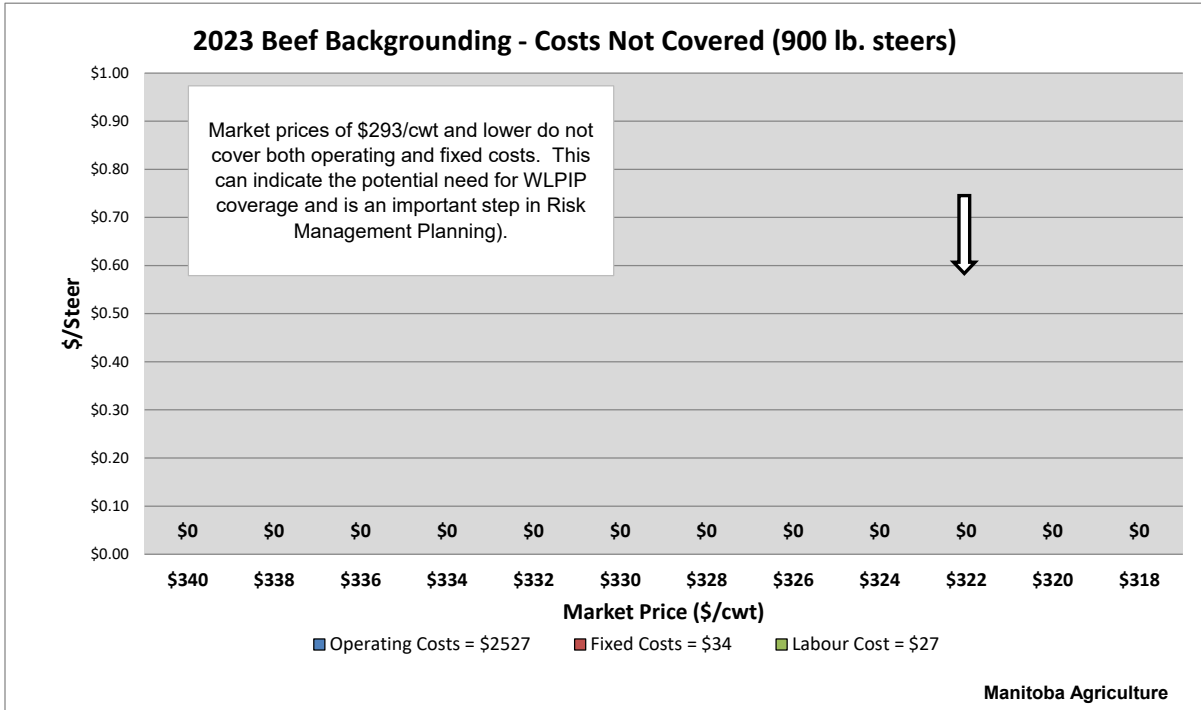 2023 Beef Backgrounding - Costs Not Covered (900 lb. steers)
$1.00
$0.90
$0.80
$0.70
$0.60
$0.50
$0.40
$0.30
$0.20
$0.10
$0.00
$/Steer
Market prices of $293/cwt and lower do not
cover both operating and fixed costs. This
can indicate the potential need for WLPIP
coverage and is an important step in Risk
Management Planning).
$0 $0 $0 $0 $0 $0 $0 $0 $0 $0 $0 $0
$340 $338 $336 $334 $332 $330 $328 $326 $324 $322 $320 $318
Market Price ($/cwt)
Operating Costs = $2527 Fixed Costs = $34 Labour Cost = $27
Manitoba Agriculture